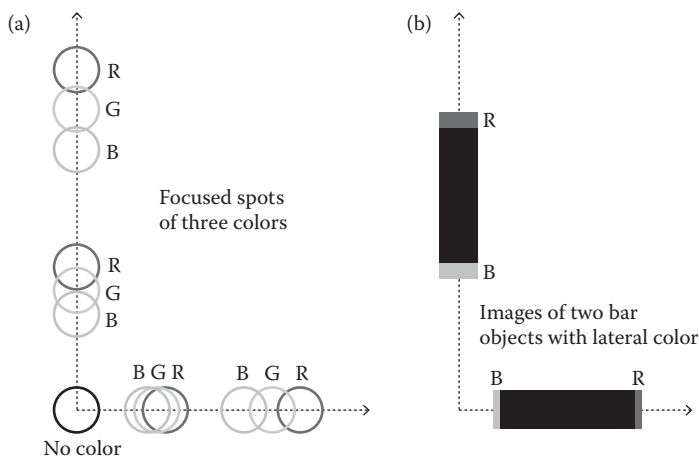 (a)
R
G
B
Focused spots
of three colors
R
G
B
B G R
B G R
No color
(b)
R
B
Images of two bar
objects with lateral color
B R